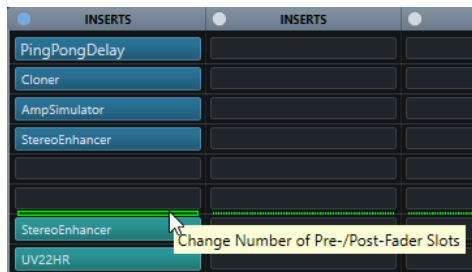 INSERTS INSERTS
PingPongDelay
Cloner
AmpSimulator
StereoEnhancer
StereoEnhancer
Change Number of Pre-/Post-Fader Slots
UV22HR